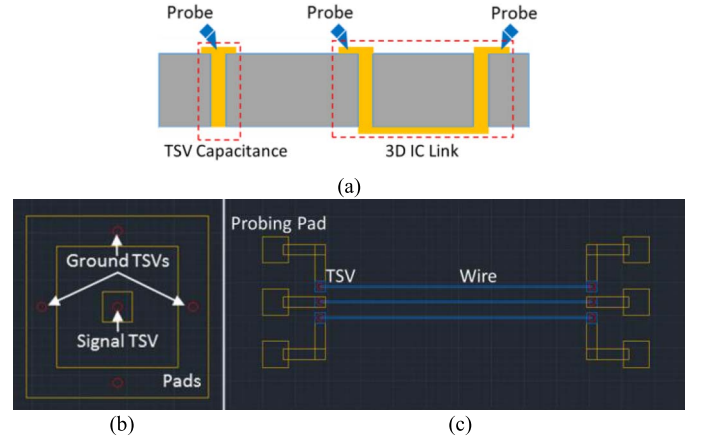 Probe
Probe
Probe
TSV Capacitance
3D IC Link
(a)
Ground TSVs
Signal TSV
Pads
Probing Pad
TSV
Wire
(b)
(c)